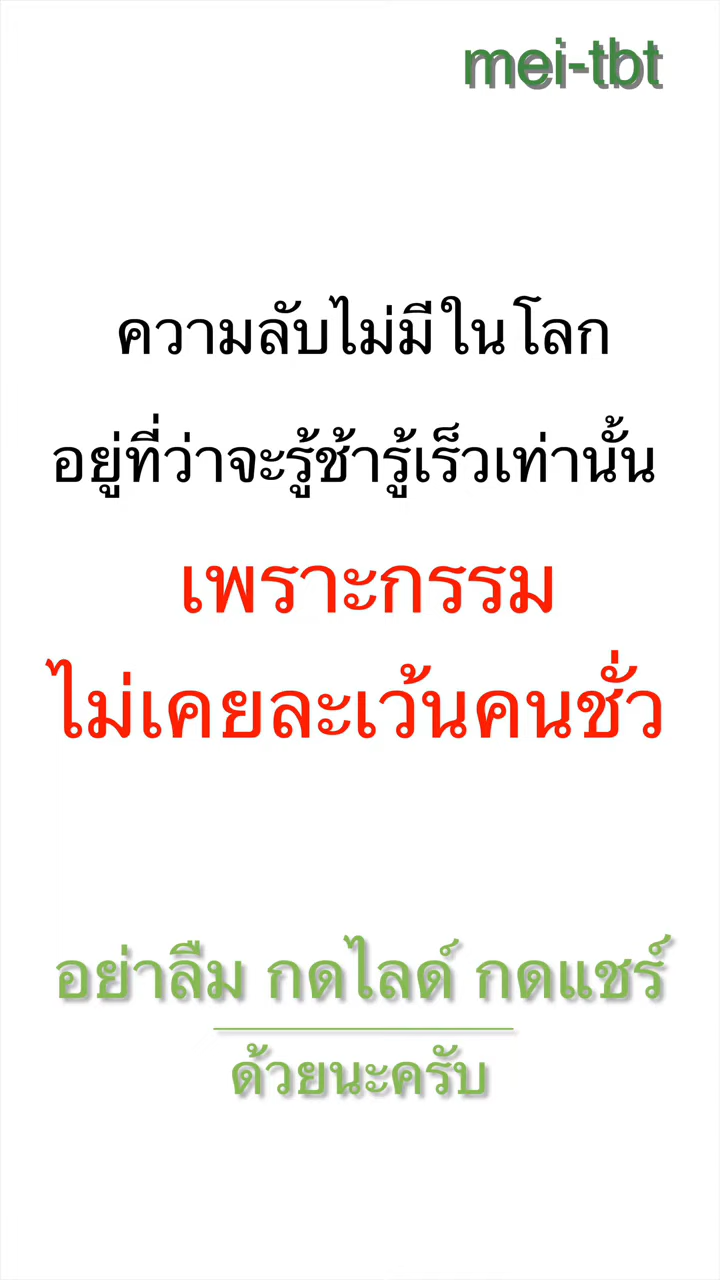 mei-tbt
ความลับไม่มีในโลก
อยู่ที่ว่าจะรู้ช้ารู้เร็วเท่านั้น
เพราะกรรม
ไม่เคยละเว้นคนชั่ว
อย่าลืม กดไลด์ กดแชร์
ด้วยนะครับ